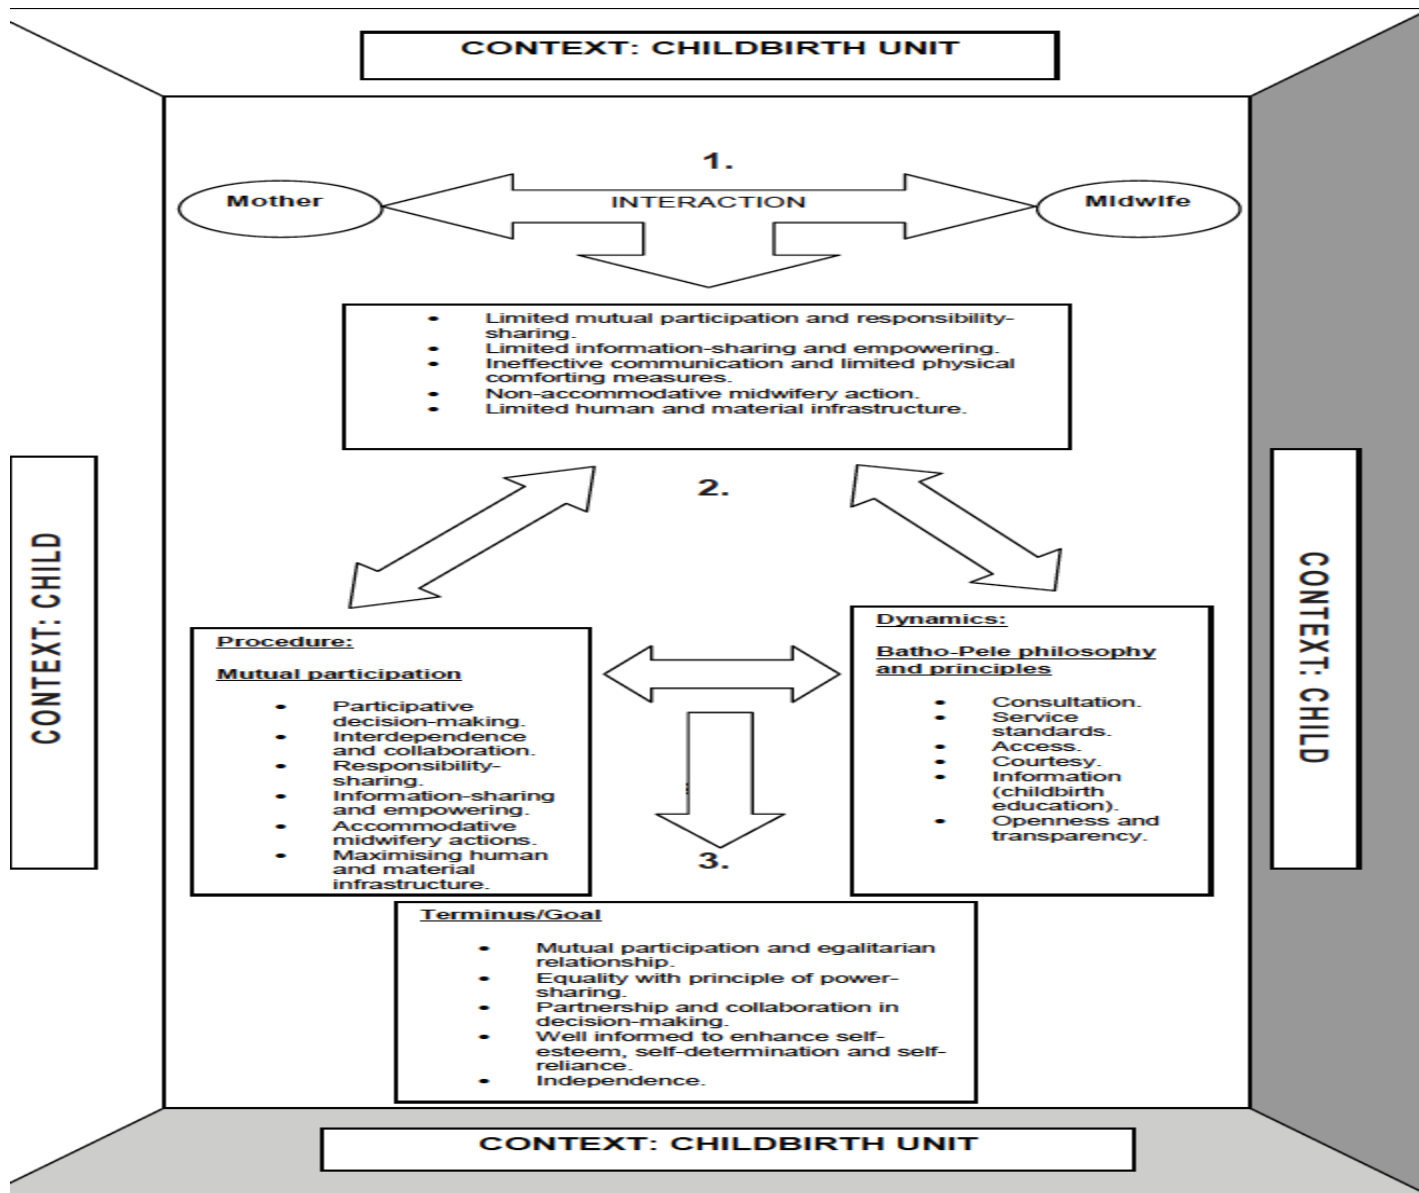 CONTEXT: CHILDBIRTH UNIT
1.
Mother
INTERACTION
Midwife
• Limited mutual participation and responsibility-
sharing.
• Limited information-sharing and empowering.
• Ineffective communication and limited physical
comforting measures.
• Non-accommodative midwifery action.
• Limited human and material infrastructure.
2.
CONTEXT: CHILD
CONTEXT: CHILD
Procedure:
Mutual participation
• Participative
decision-making.
• Interdependence
and collaboration.
• Responsibility-
sharing.
• Information-sharing
and empowering.
• Accommodative
midwifery actions.
• Maximising human
and material
infrastructure.
Dynamics:
Batho-Pele philosophy
and principles
• Consultation.
• Service
standards.
• Access.
• Courtesy.
• Information
(childbirth
education).
• Openness and
transparency.
3.
Terminus/Goal
• Mutual participation and egalitarian
relationship.
• Equality with principle of power-
sharing.
• Partnership and collaboration in
decision-making.
• Well informed to enhance self-
esteem, self-determination and self-
reliance.
• Independence.
CONTEXT: CHILDBIRTH UNIT